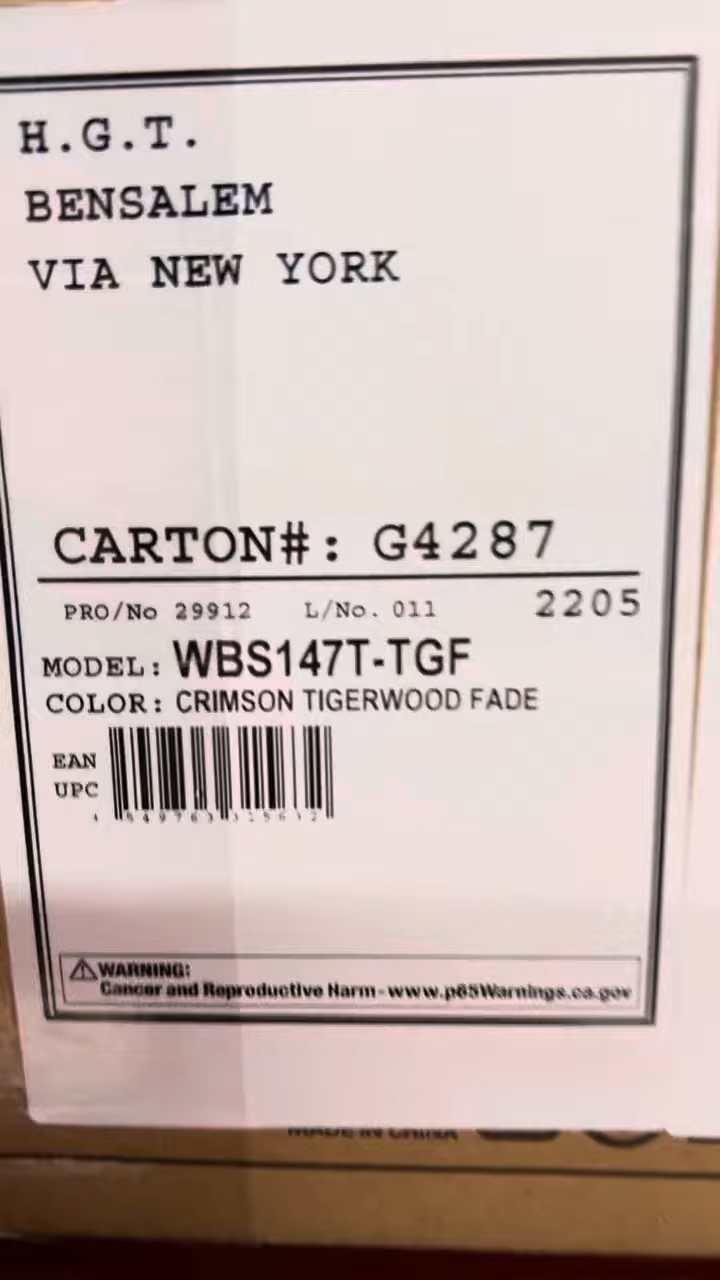 H.G.T.
BENSALEM
VIA NEW YORK
CARTON#: G4287
PRO/No 29912 L/No. 011 2205
MODEL: WBS147T-TGF
COLOR: CRIMSON TIGERWOOD FADE
EAN
UPC
WARNING:
Cancer and Reproductive Harm-www.p65Warnings.ca.gov
MADE IN CHINA